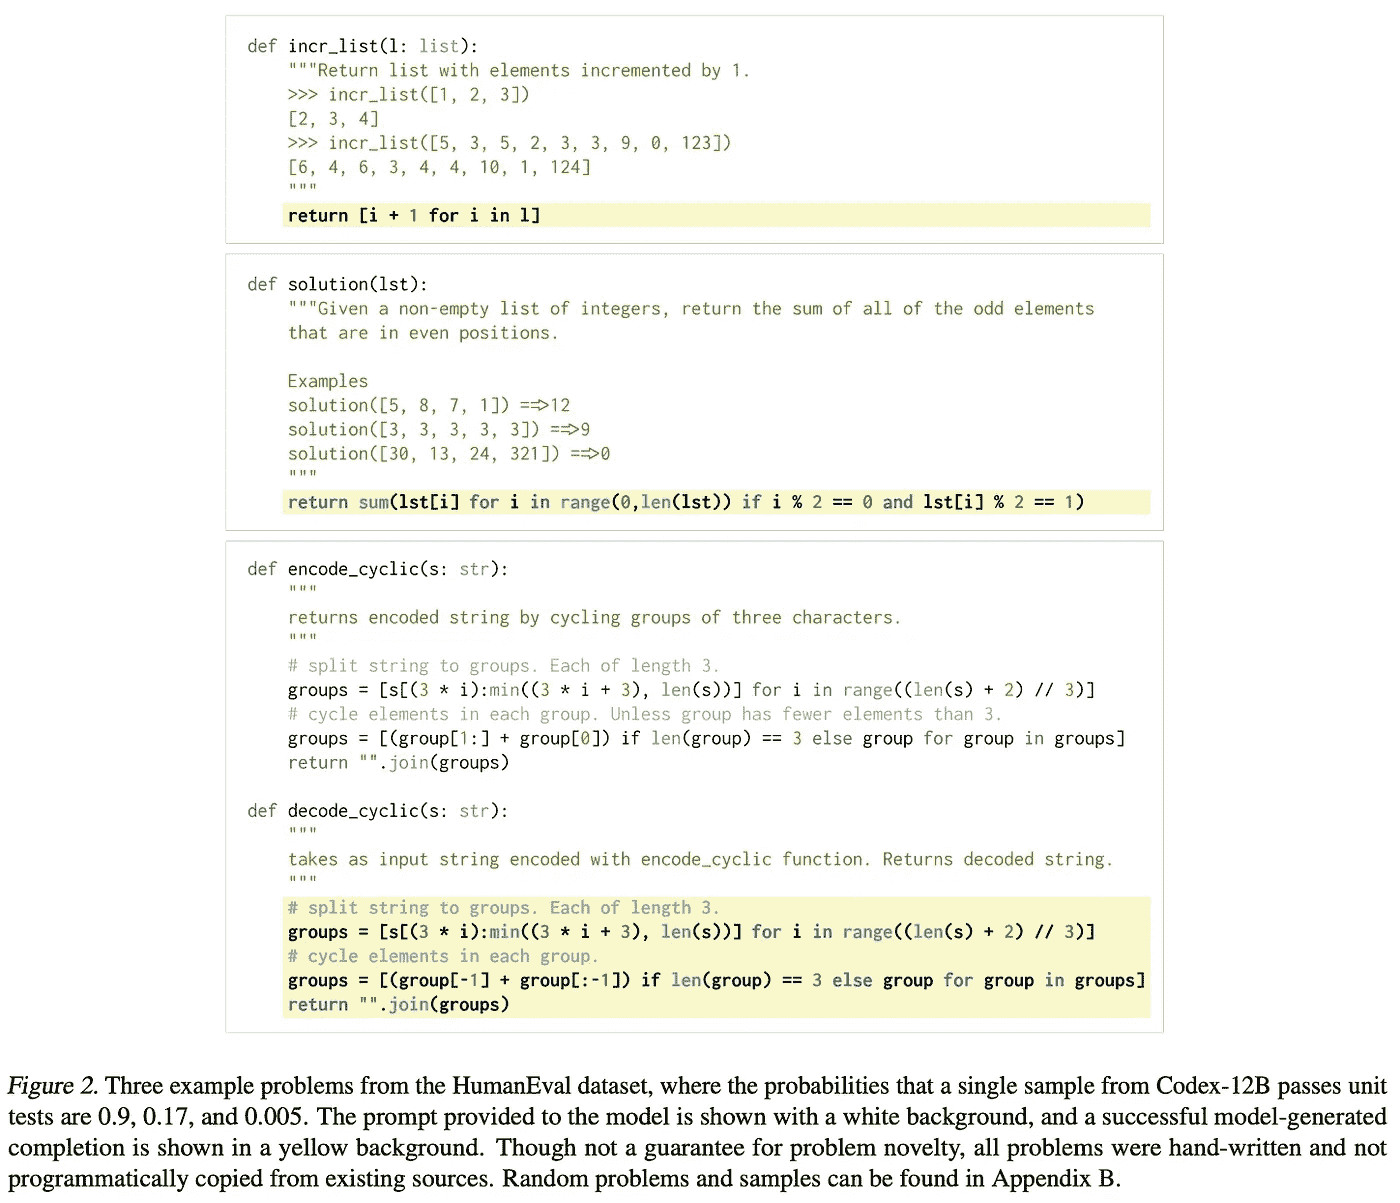 def incr_list(l: list):
    """Return list with elements incremented by 1.
    >>> incr_list([1, 2, 3])
    [2, 3, 4]
    >>> incr_list([5, 3, 5, 2, 3, 3, 9, 0, 123])
    [6, 4, 6, 3, 4, 4, 10, 1, 124]
    """
    return [i + 1 for i in l]
def solution(lst):
    """Given a non-empty list of integers, return the sum of all of the odd elements
    that are in even positions.
    Examples
    solution([5, 8, 7, 1]) ==>12
    solution([3, 3, 3, 3, 3]) ==>9
    solution([30, 13, 24, 321]) ==>0
    """
    return sum(lst[i] for i in range(0,len(lst)) if i % 2 == 0 and lst[i] % 2 == 1)
def encode_cyclic(s: str):
    """
    returns encoded string by cycling groups of three characters.
    """
    # split string to groups. Each of length 3.
    groups = [s[(3 * i):min((3 * i + 3), len(s))] for i in range((len(s) + 2) // 3)]
    # cycle elements in each group. Unless group has fewer elements than 3.
    groups = [(group[1:] + group[0]) if len(group) == 3 else group for group in groups]
    return "".join(groups)
def decode_cyclic(s: str):
    """
    takes as input string encoded with encode_cyclic function. Returns decoded string.
    """
    # split string to groups. Each of length 3.
    groups = [s[(3 * i):min((3 * i + 3), len(s))] for i in range((len(s) + 2) // 3)]
    # cycle elements in each group.
    groups = [(group[-1] + group[:-1]) if len(group) == 3 else group for group in groups]
    return "".join(groups)
Figure 2. Three example problems from the HumanEval dataset, where the probabilities that a single sample from Codex-12B passes unit
tests are 0.9, 0.17, and 0.005. The prompt provided to the model is shown with a white background, and a successful model-generated
completion is shown in a yellow background. Though not a guarantee for problem novelty, all problems were hand-written and not
programmatically copied from existing sources. Random problems and samples can be found in Appendix B.